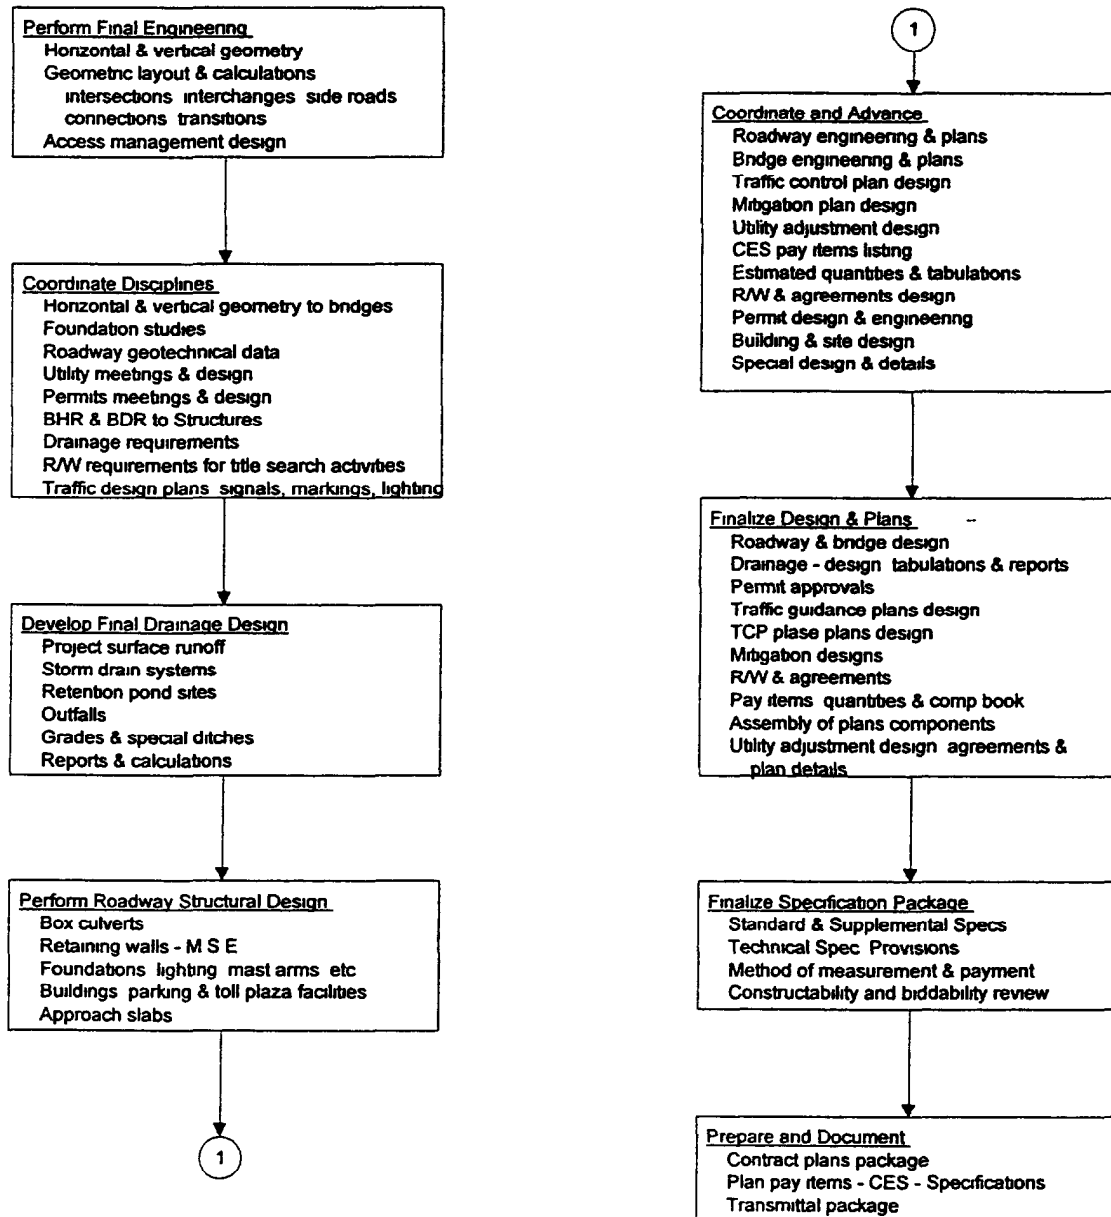 Perform Final Engineering
Horizontal & vertical geometry
Geometric layout & calculations
intersections interchanges side roads
connections transitions
Access management design
Coordinate Disciplines
Horizontal & vertical geometry to bridges
Foundation studies
Roadway geotechnical data
Utility meetings & design
Permits meetings & design
BHR & BDR to Structures
Drainage requirements
R/W requirements for title search activities
Traffic design plans signals, markings, lighting
Develop Final Drainage Design
Project surface runoff
Storm drain systems
Retention pond sites
Outfalls
Grades & special ditches
Reports & calculations
Perform Roadway Structural Design
Box culverts
Retaining walls - M S E
Foundations lighting mast arms etc
Buildings parking & toll plaza facilities
Approach slabs
1
1
Coordinate and Advance
Roadway engineering & plans
Bridge engineering & plans
Traffic control plan design
Mitigation plan design
Utility adjustment design
CES pay items listing
Estimated quantities & tabulations
R/W & agreements design
Permit design & engineering
Building & site design
Special design & details
Finalize Design & Plans --
Roadway & bridge design
Drainage - design tabulations & reports
Permit approvals
Traffic guidance plans design
TCP plase plans design
Mitigation designs
R/W & agreements
Pay items quantities & comp book
Assembly of plans components
Utility adjustment design agreements &
plan details
Finalize Specification Package
Standard & Supplemental Specs
Technical Spec Provisions
Method of measurement & payment
Constructability and biddability review
Prepare and Document
Contract plans package
Plan pay items - CES - Specifications
Transmittal package